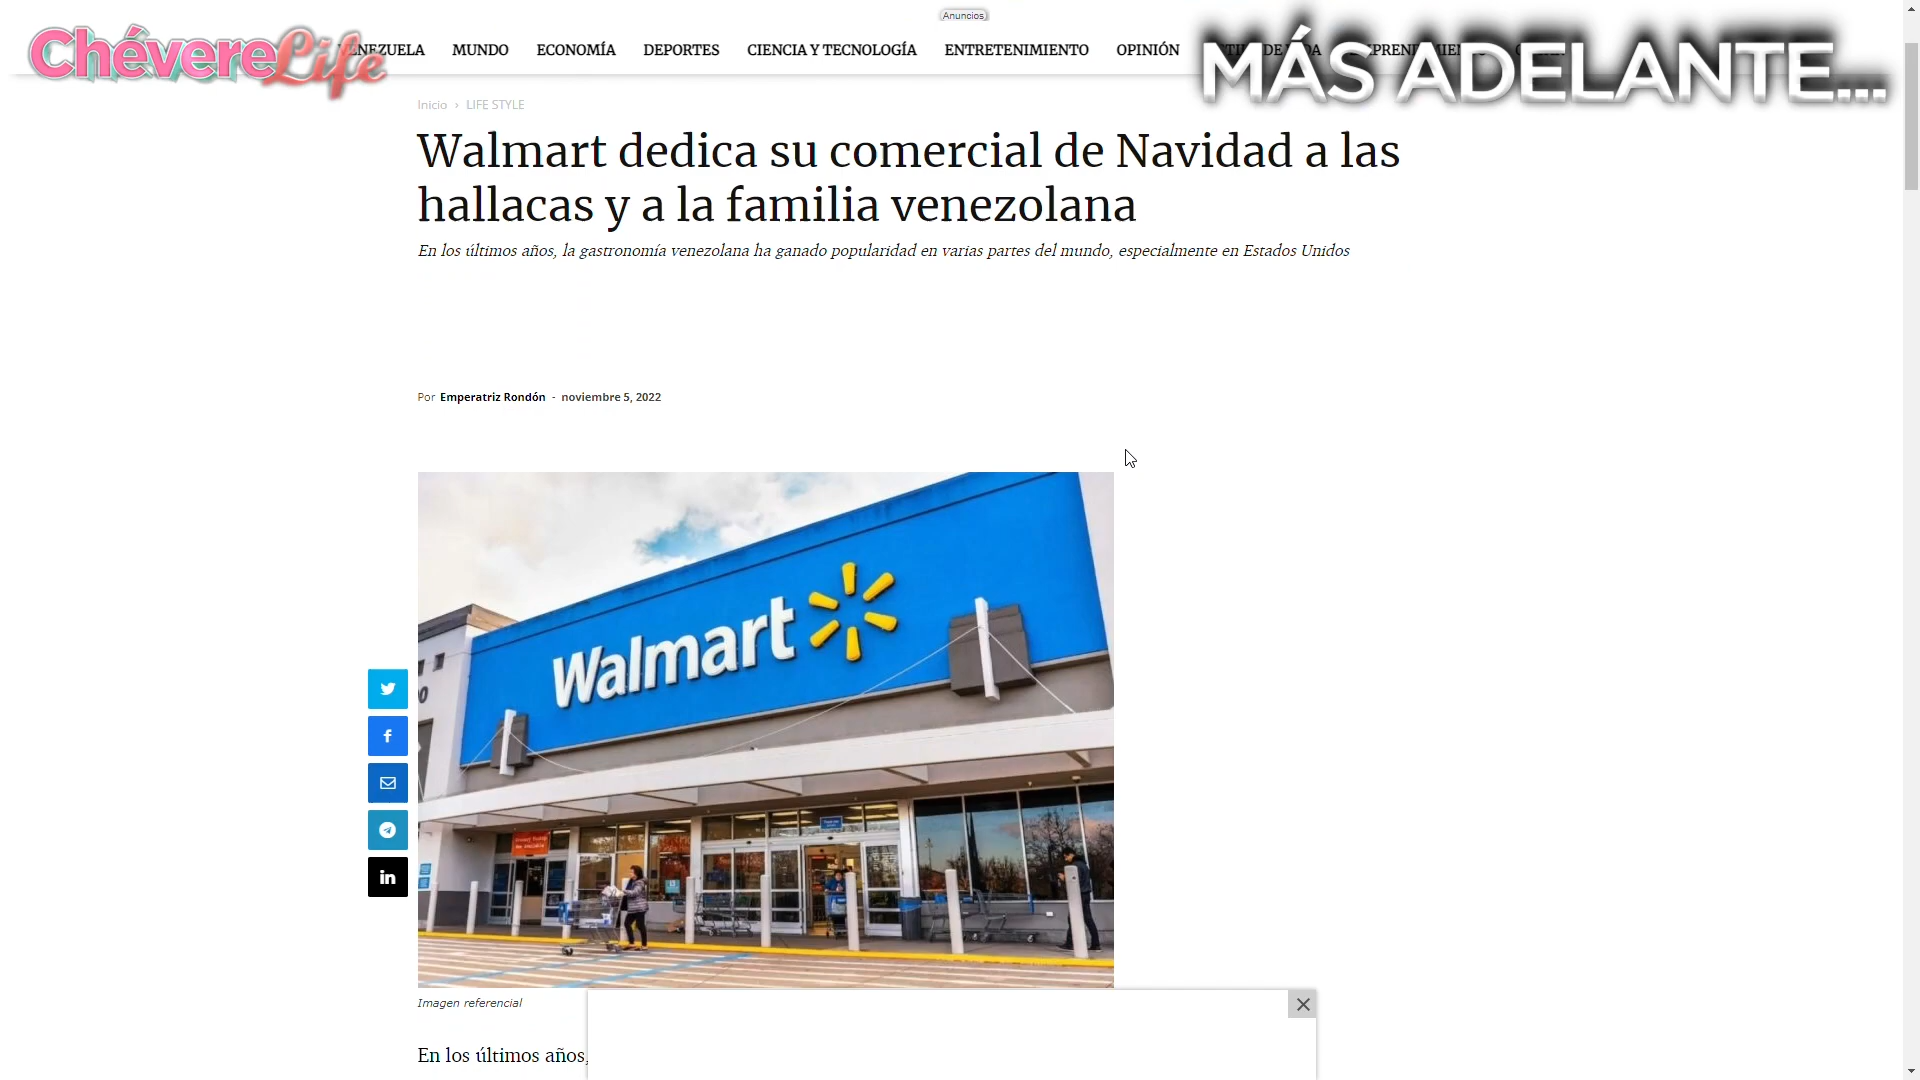 Anuncios
ChévereLife
MUNDO ECONOMÍA DEPORTES CIENCIA Y TECNOLOGÍA ENTRETENIMIENTO OPINIÓN
MÁS ADELANTE...
Inicio › LIFE STYLE
Walmart dedica su comercial de Navidad a las
hallacas y a la familia venezolana
En los últimos años, la gastronomía venezolana ha ganado popularidad en varias partes del mundo, especialmente en Estados Unidos
Por Emperatriz Rondón - noviembre 5, 2022
Walmart
Imagen referencial
En los últimos años,